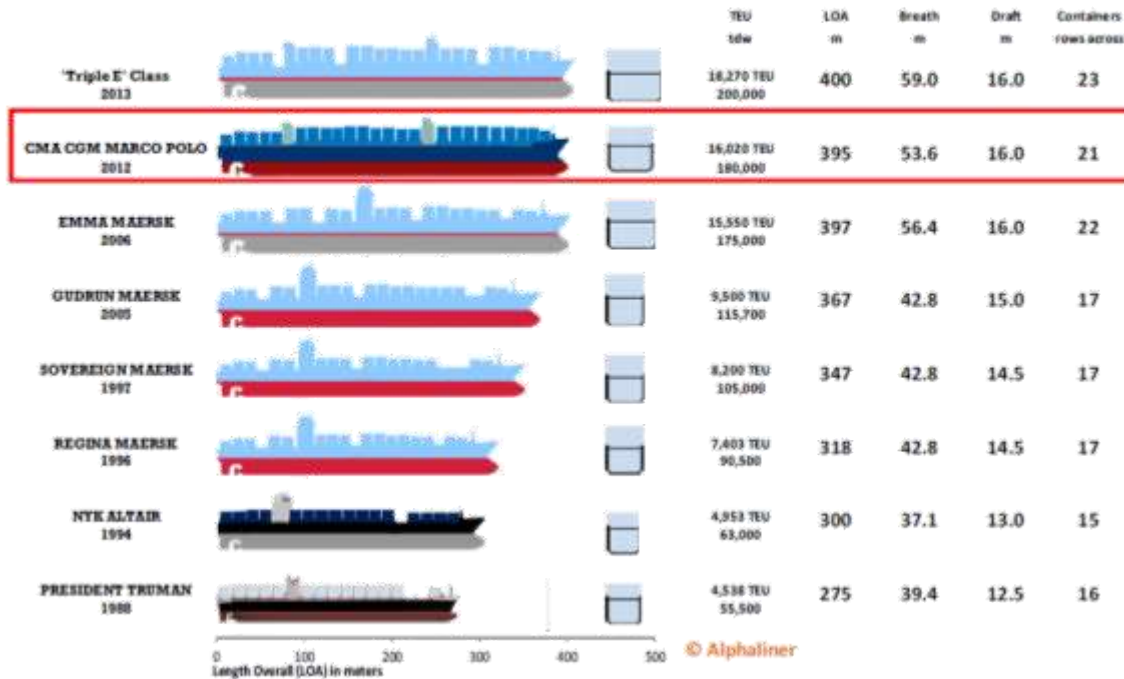 TEU LOA Breath Draft Containers
tdw m m m rows across
'Triple E' Class
2013
18,270 TEU
200,000
400 59.0 16.0 23
CMA CGM MARCO POLO
2012
16,020 TEU
180,000
395 53.6 16.0 21
EMMA MAERSK
2006
15,550 TEU
175,000
397 56.4 16.0 22
GUDRUN MAERSK
2005
9,500 TEU
115,700
367 42.8 15.0 17
SOVEREIGN MAERSK
1997
8,200 TEU
105,000
347 42.8 14.5 17
REGINA MAERSK
1996
7,403 TEU
90,500
318 42.8 14.5 17
NYK ALTAIR
1994
4,953 TEU
63,000
300 37.1 13.0 15
PRESIDENT TRUMAN
1988
4,538 TEU
55,500
275 39.4 12.5 16
0 100 200 300 400 500
Length Overall (LOA) in meters
© Alphaliner